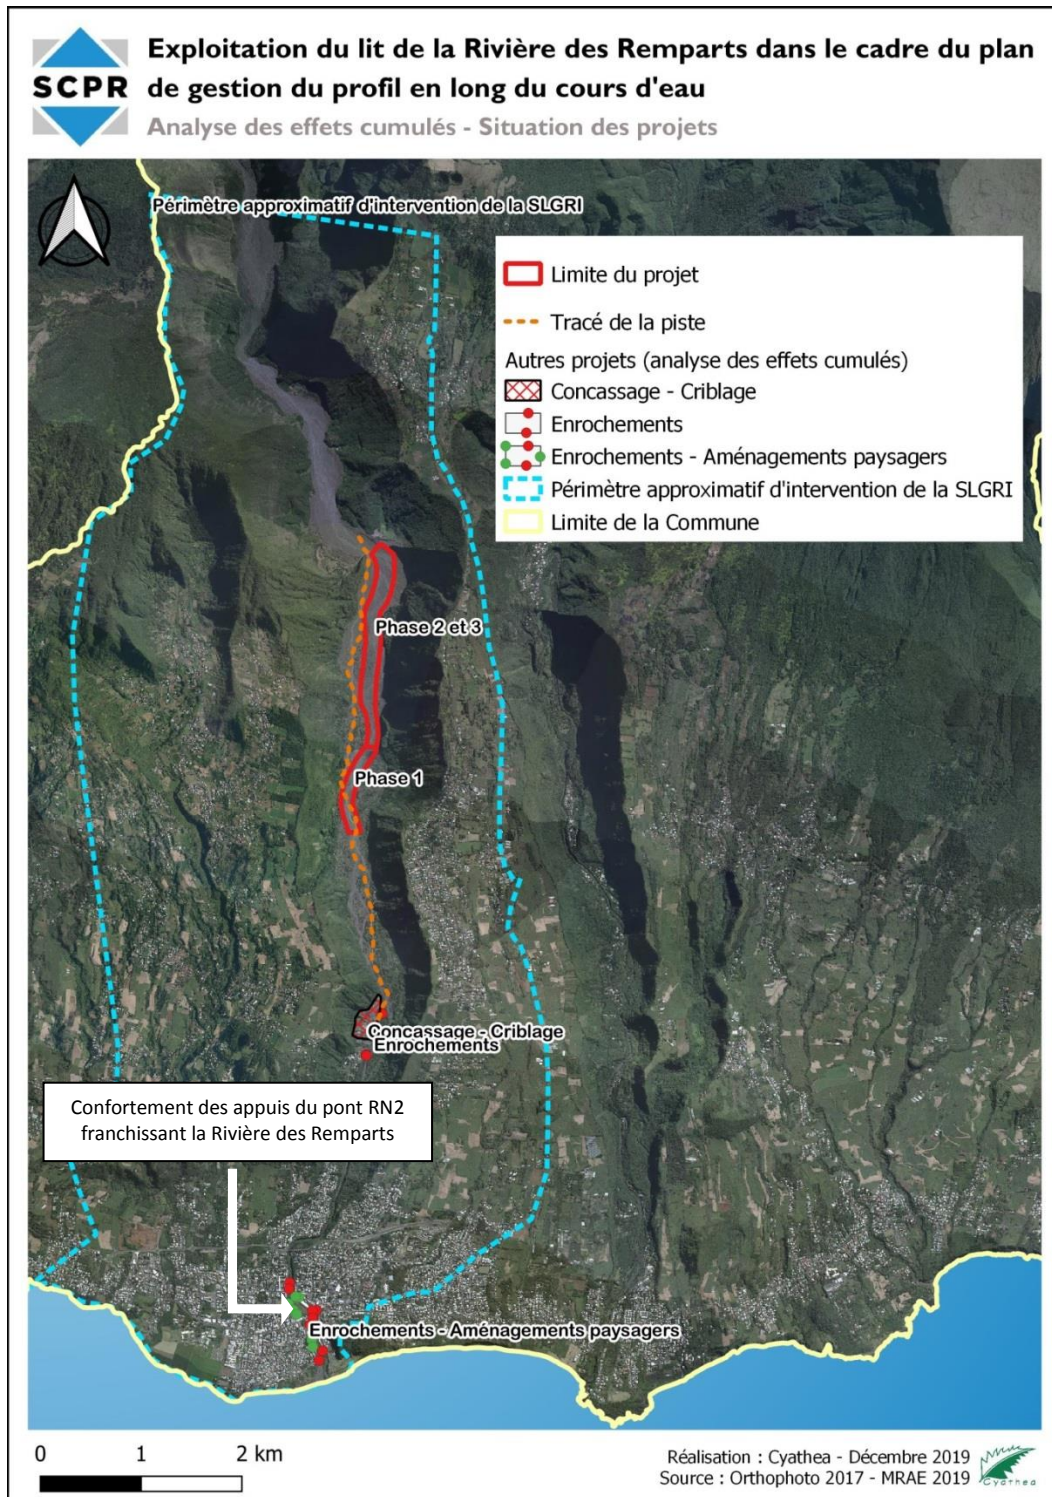 SCPR
Exploitation du lit de la Rivière des Remparts dans le cadre du plan
de gestion du profil en long du cours d'eau
Analyse des effets cumulés - Situation des projets
Périmètre approximatif d'intervention de la SLGRI
Limite du projet
Tracé de la piste
Autres projets (analyse des effets cumulés)
Concassage - Criblage
Enrochements
Enrochements - Aménagements paysagers
Périmètre approximatif d'intervention de la SLGRI
Limite de la Commune
Phase 2 et 3
Phase 1
Concassage - Criblage
Enrochements
Confortement des appuis du pont RN2
franchissant la Rivière des Remparts
Enrochements - Aménagements paysagers
0 1 2 km
Réalisation : Cyathea - Décembre 2019
Source : Orthophoto 2017 - MRAE 2019
Cyathea